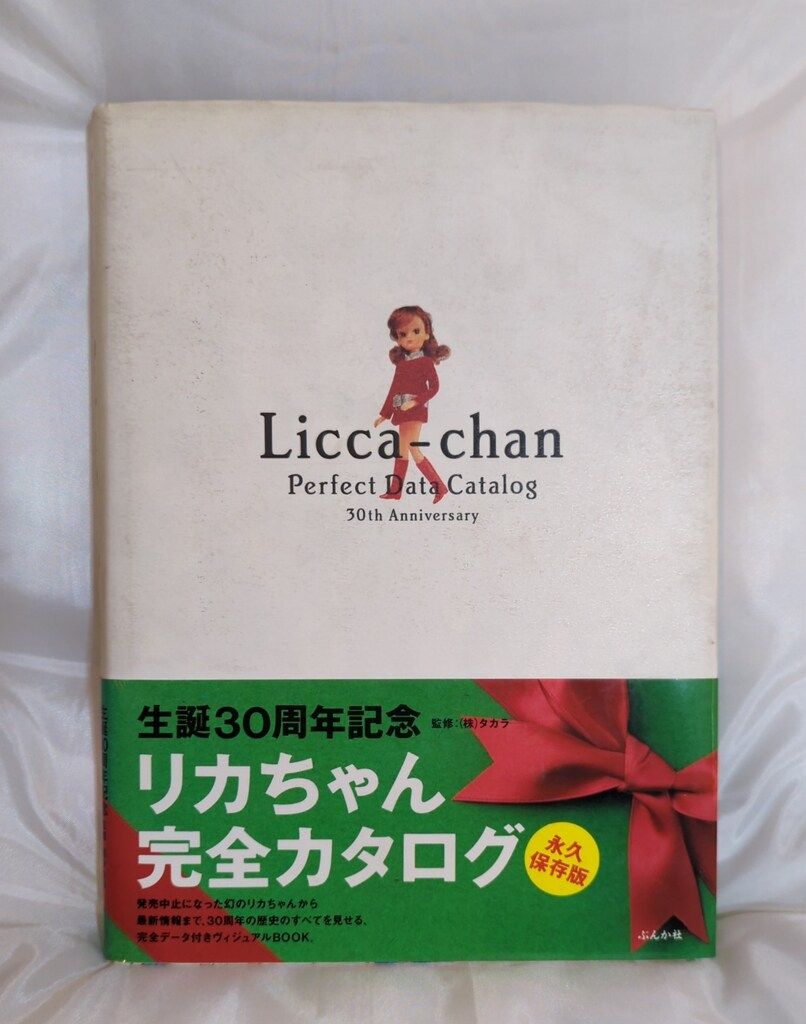 Licca-chan
Perfect Data Catalog
30th Anniversary
生誕30周年記念 監修:(株)タカラ
リカちゃん
完全カタログ
永久
保存版
発売中止になった幻のリカちゃんから
最新情報まで、30周年の歴史のすべてを見せる、
完全データ付きヴィジュアルBOOK。
ぶんか社